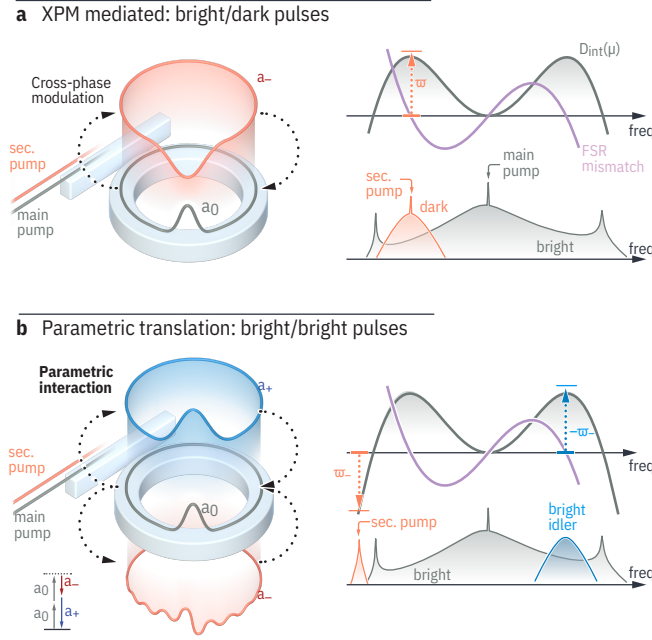 a XPM mediated: bright/dark pulses
Cross-phase
modulation
a₋
sec.
pump
main
pump
a₀
ϖ
D_int(μ)
freq
FSR
mismatch
sec.
pump
main
pump
dark
bright
freq
b Parametric translation: bright/bright pulses
Parametric
interaction
a₊
sec.
pump
main
pump
a₀
a₋
a₀
a₀
a₋
a₊
ϖ₋
−ϖ₋
freq
sec. pump
bright
idler
bright
freq